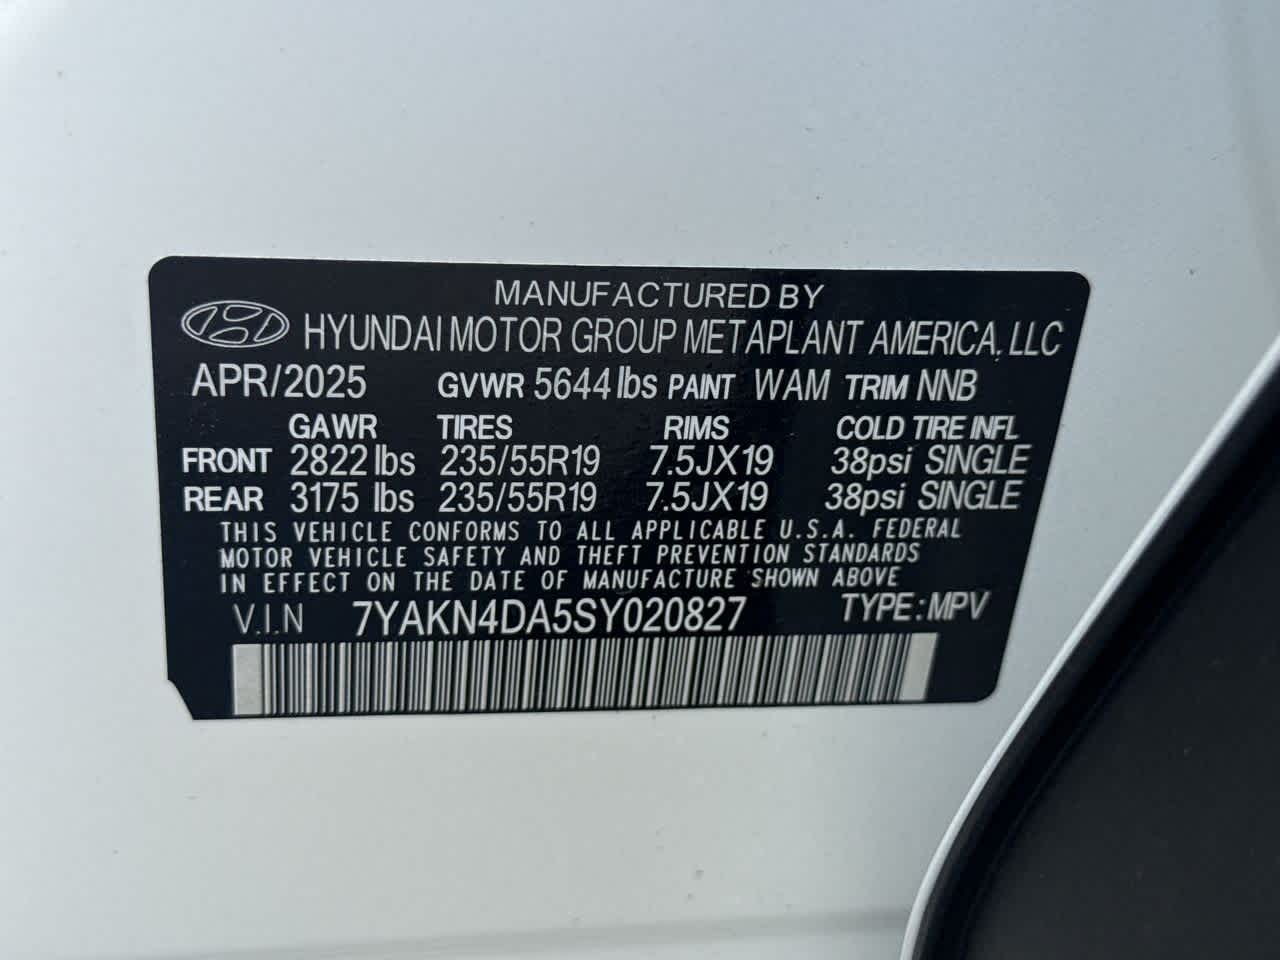 MANUFACTURED BY
HYUNDAI MOTOR GROUP METAPLANT AMERICA, LLC
APR/2025 GVWR 5644 lbs PAINT WAM TRIM NNB
GAWR TIRES RIMS COLD TIRE INFL
FRONT 2822 lbs 235/55R19 7.5JX19 38psi SINGLE
REAR 3175 lbs 235/55R19 7.5JX19 38psi SINGLE
THIS VEHICLE CONFORMS TO ALL APPLICABLE U.S.A. FEDERAL
MOTOR VEHICLE SAFETY AND THEFT PREVENTION STANDARDS
IN EFFECT ON THE DATE OF MANUFACTURE SHOWN ABOVE
V.I.N 7YAKN4DA5SY020827 TYPE: MPV